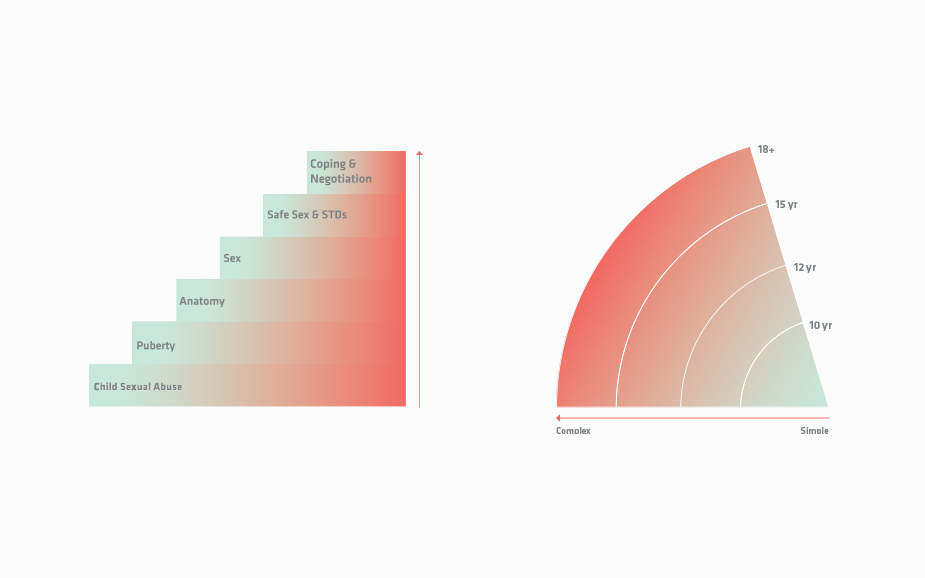 Coping &
Negotiation
Safe Sex & STDs
Sex
Anatomy
Puberty
Child Sexual Abuse
18+
15 yr
12 yr
10 yr
Complex
Simple